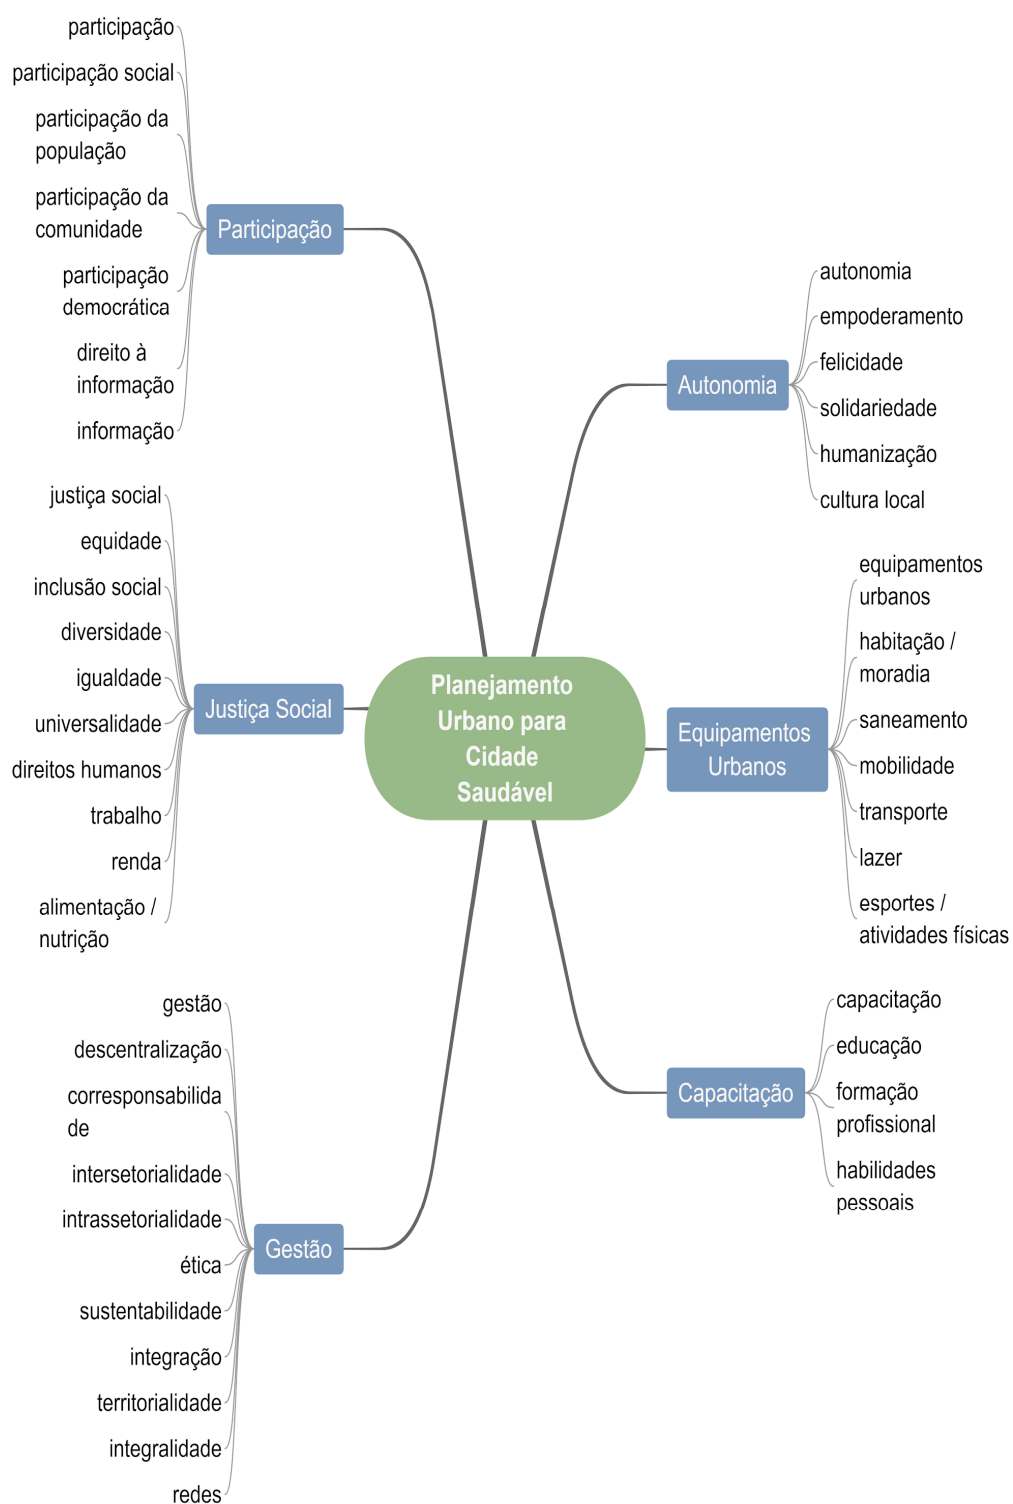 participação
participação social
participação da
população
participação da
comunidade
participação
democrática
direito à
informação
informação
Participação
justiça social
equidade
inclusão social
diversidade
igualdade
universalidade
direitos humanos
trabalho
renda
alimentação /
nutrição
Justiça Social
gestão
descentralização
corresponsabilida
de
intersetorialidade
intrassetorialidade
ética
sustentabilidade
integração
territorialidade
integralidade
redes
Gestão
Planejamento
Urbano para
Cidade
Saudável
Autonomia
autonomia
empoderamento
felicidade
solidariedade
humanização
cultura local
Equipamentos
Urbanos
equipamentos
urbanos
habitação /
moradia
saneamento
mobilidade
transporte
lazer
esportes /
atividades físicas
Capacitação
capacitação
educação
formação
profissional
habilidades
pessoais